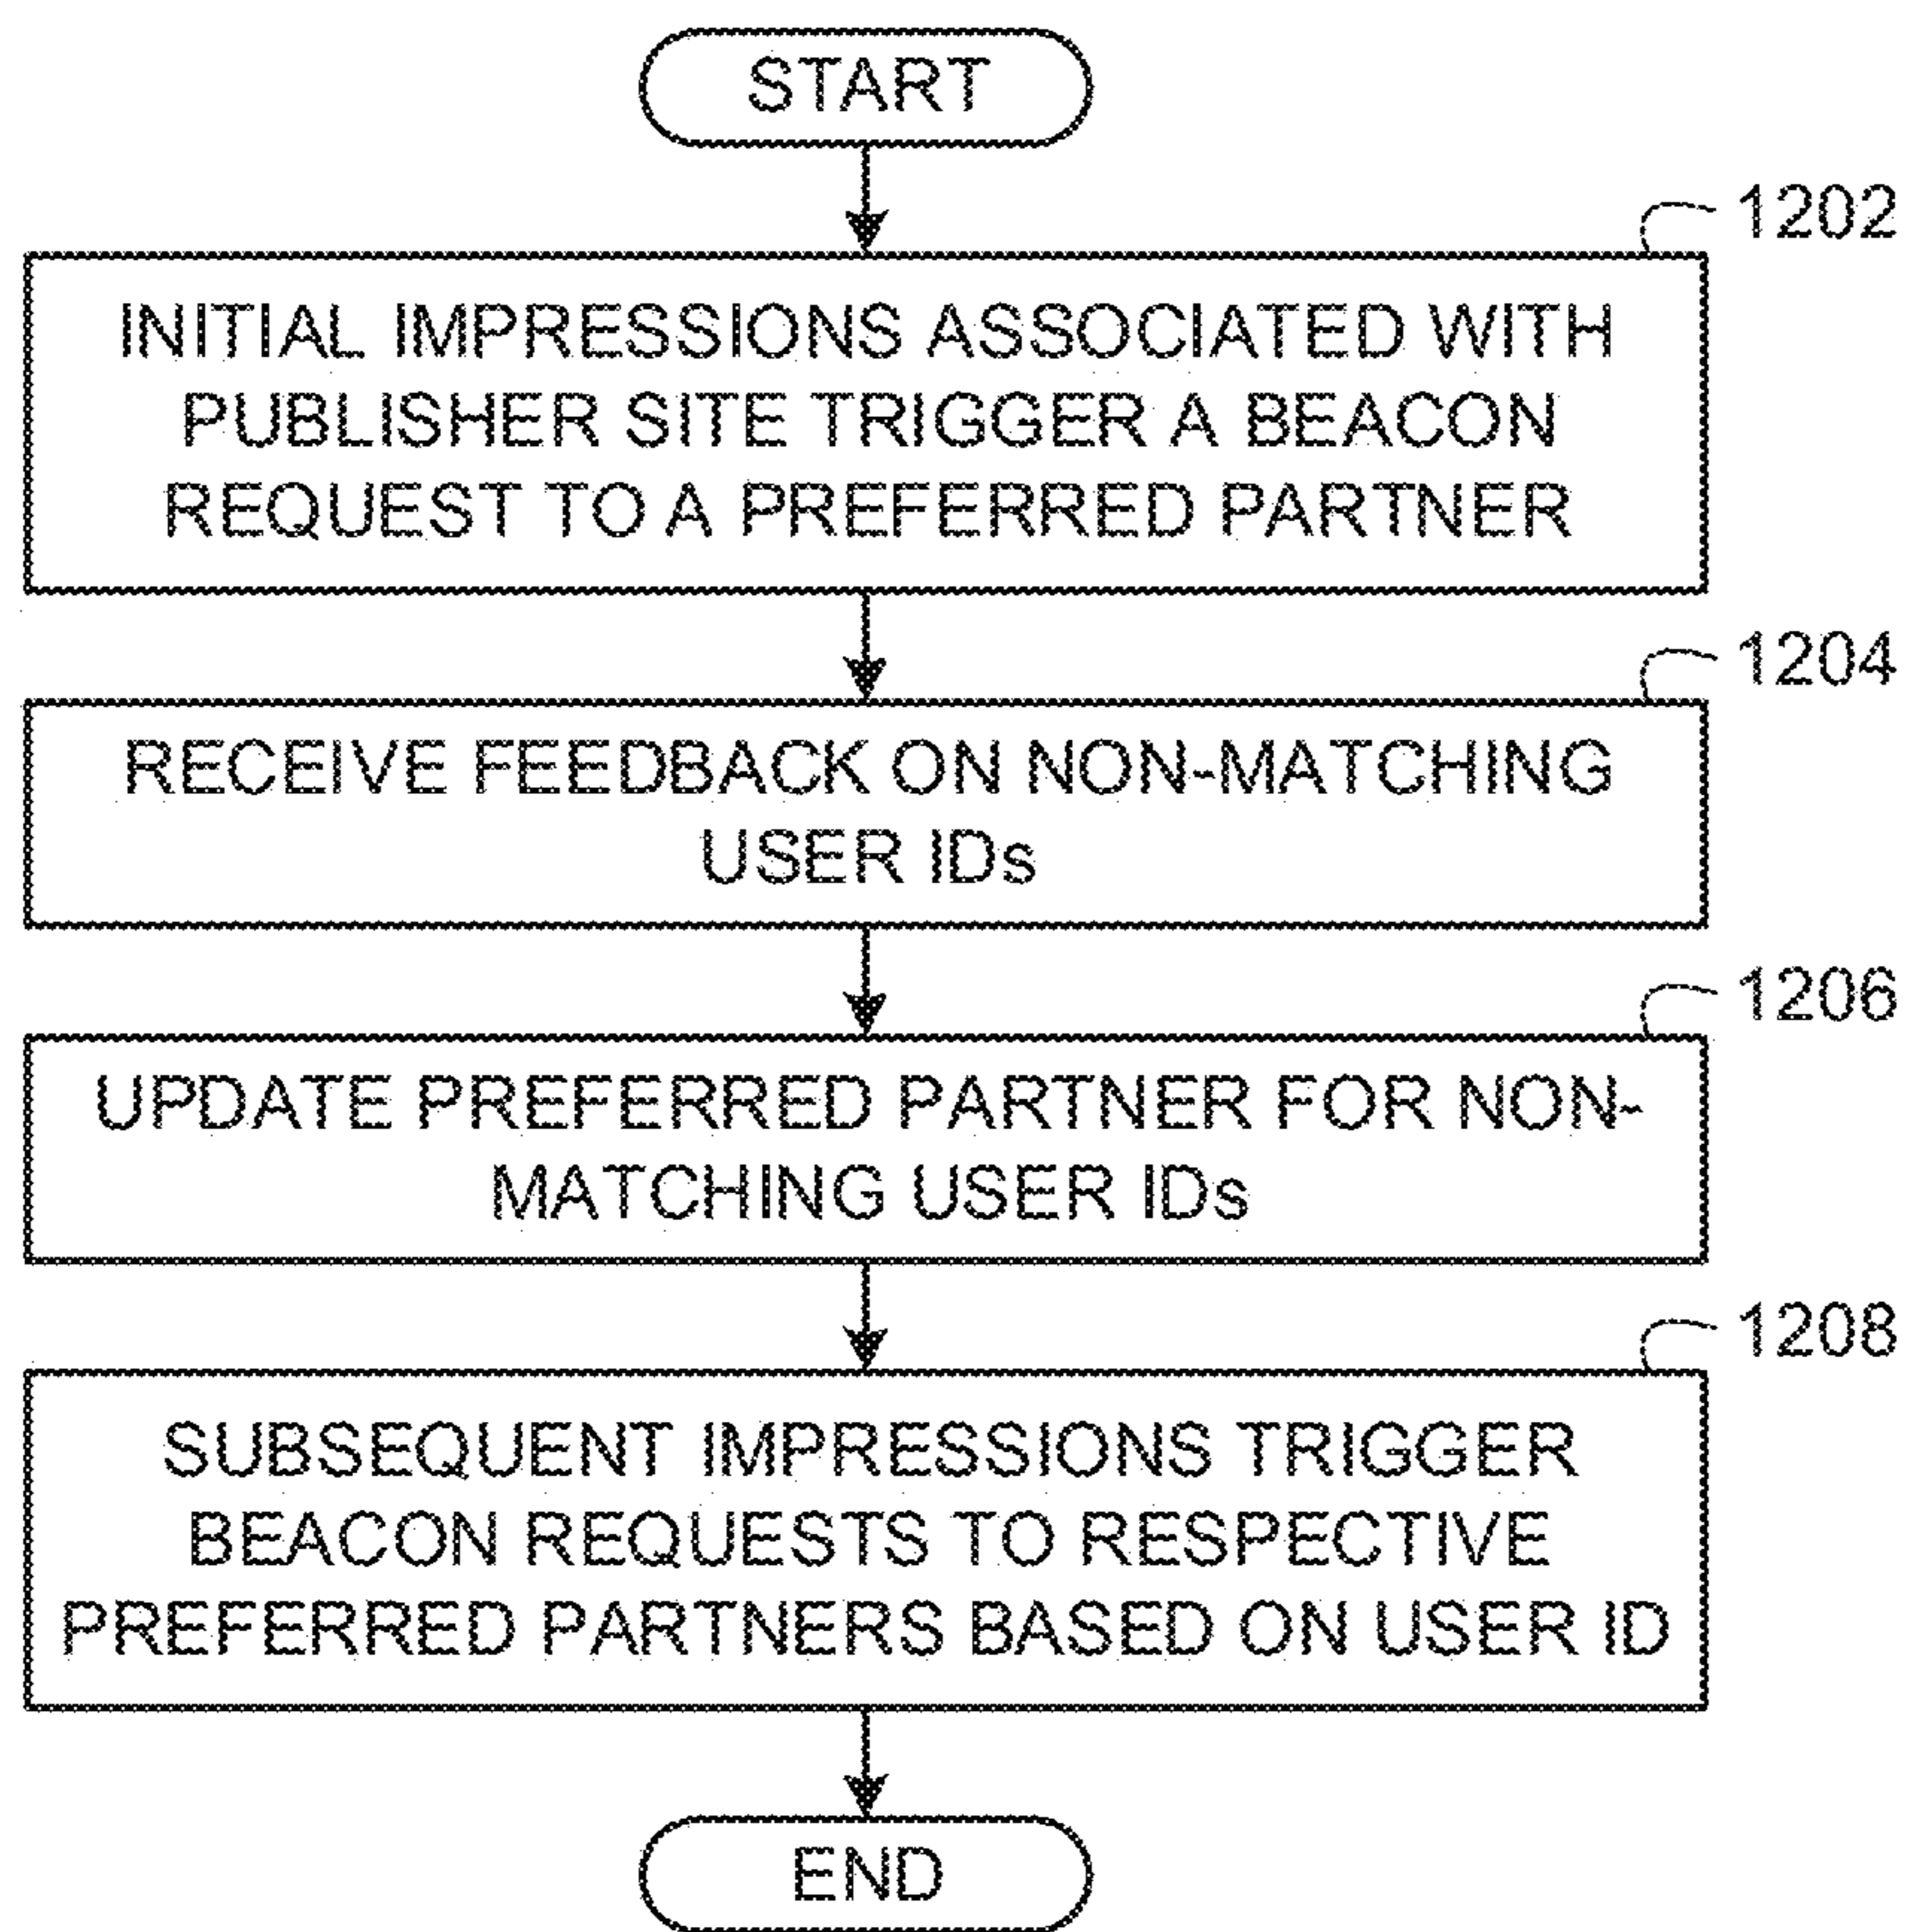 START
1202
INITIAL IMPRESSIONS ASSOCIATED WITH
PUBLISHER SITE TRIGGER A BEACON
REQUEST TO A PREFERRED PARTNER
1204
RECEIVE FEEDBACK ON NON-MATCHING
USER IDs
1206
UPDATE PREFERRED PARTNER FOR NON-
MATCHING USER IDs
1208
SUBSEQUENT IMPRESSIONS TRIGGER
BEACON REQUESTS TO RESPECTIVE
PREFERRED PARTNERS BASED ON USER ID
END